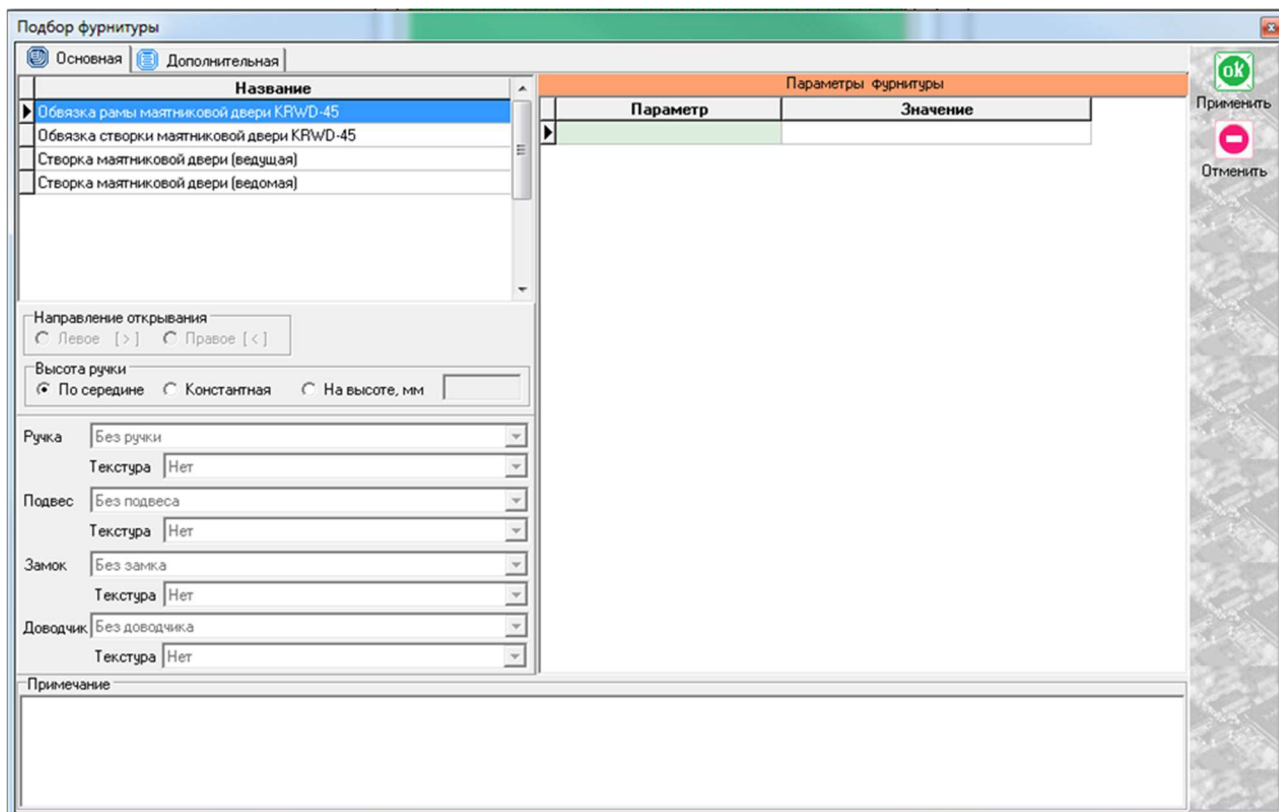 Подбор фурнитуры
Основная
Дополнительная
Название
Обвязка рамы маятниковой двери KRWD-45
Обвязка створки маятниковой двери KRWD-45
Створка маятниковой двери (ведущая)
Створка маятниковой двери (ведомая)
Направление открывания
Левое [>] Правое [<]
Высота ручки
По середине Константная На высоте, мм
Ручка Без ручки
Текстура Нет
Подвес Без подвеса
Текстура Нет
Замок Без замка
Текстура Нет
Доводчик Без доводчика
Текстура Нет
Параметры фурнитуры
Параметр Значение
ok
Применить
Отменить
Примечание